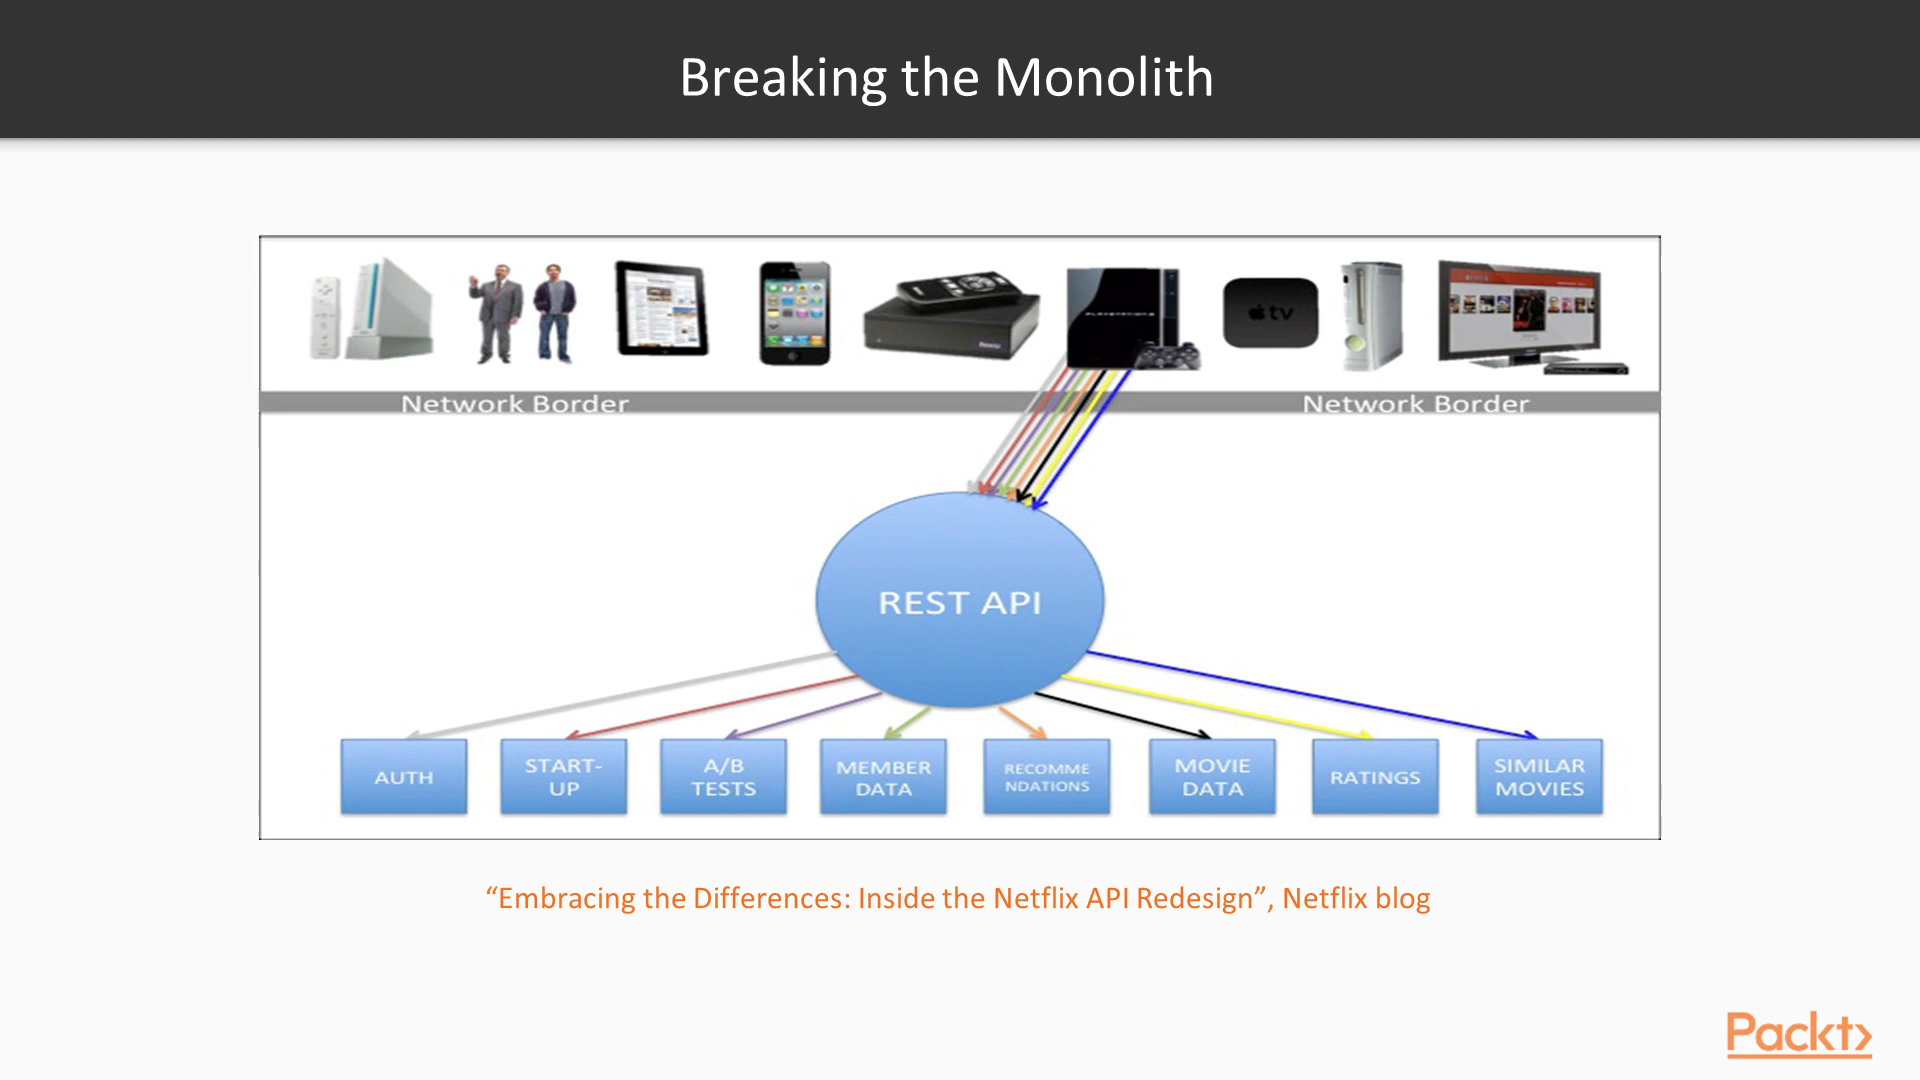 Breaking the Monolith
tv
Network Border
Network Border
REST API
AUTH
START-
UP
A/B
TESTS
MEMBER
DATA
RECOMME
NDATIONS
MOVIE
DATA
RATINGS
SIMILAR
MOVIES
“Embracing the Differences: Inside the Netflix API Redesign”, Netflix blog
Packt>